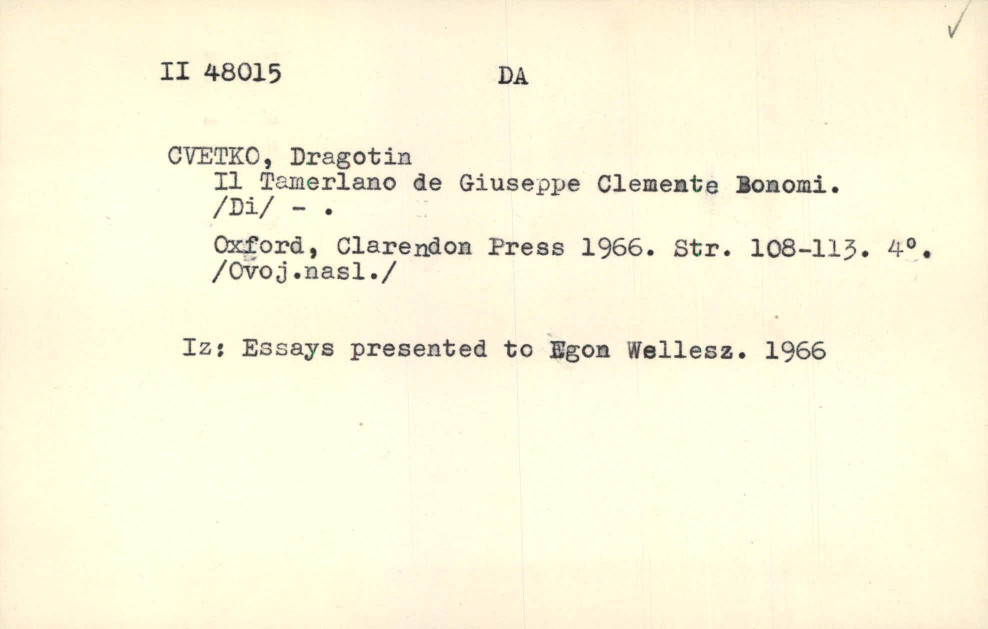 II 48015 DA
CVETKO, Dragotin
Il Tamerlano de Giuseppe Clemente Bonomi.
/Di/ - .
Oxford, Clarendon Press 1966. Str. 108-113. 4°.
/Ovoj.nasl./
Iz: Essays presented to Egon Wellesz. 1966